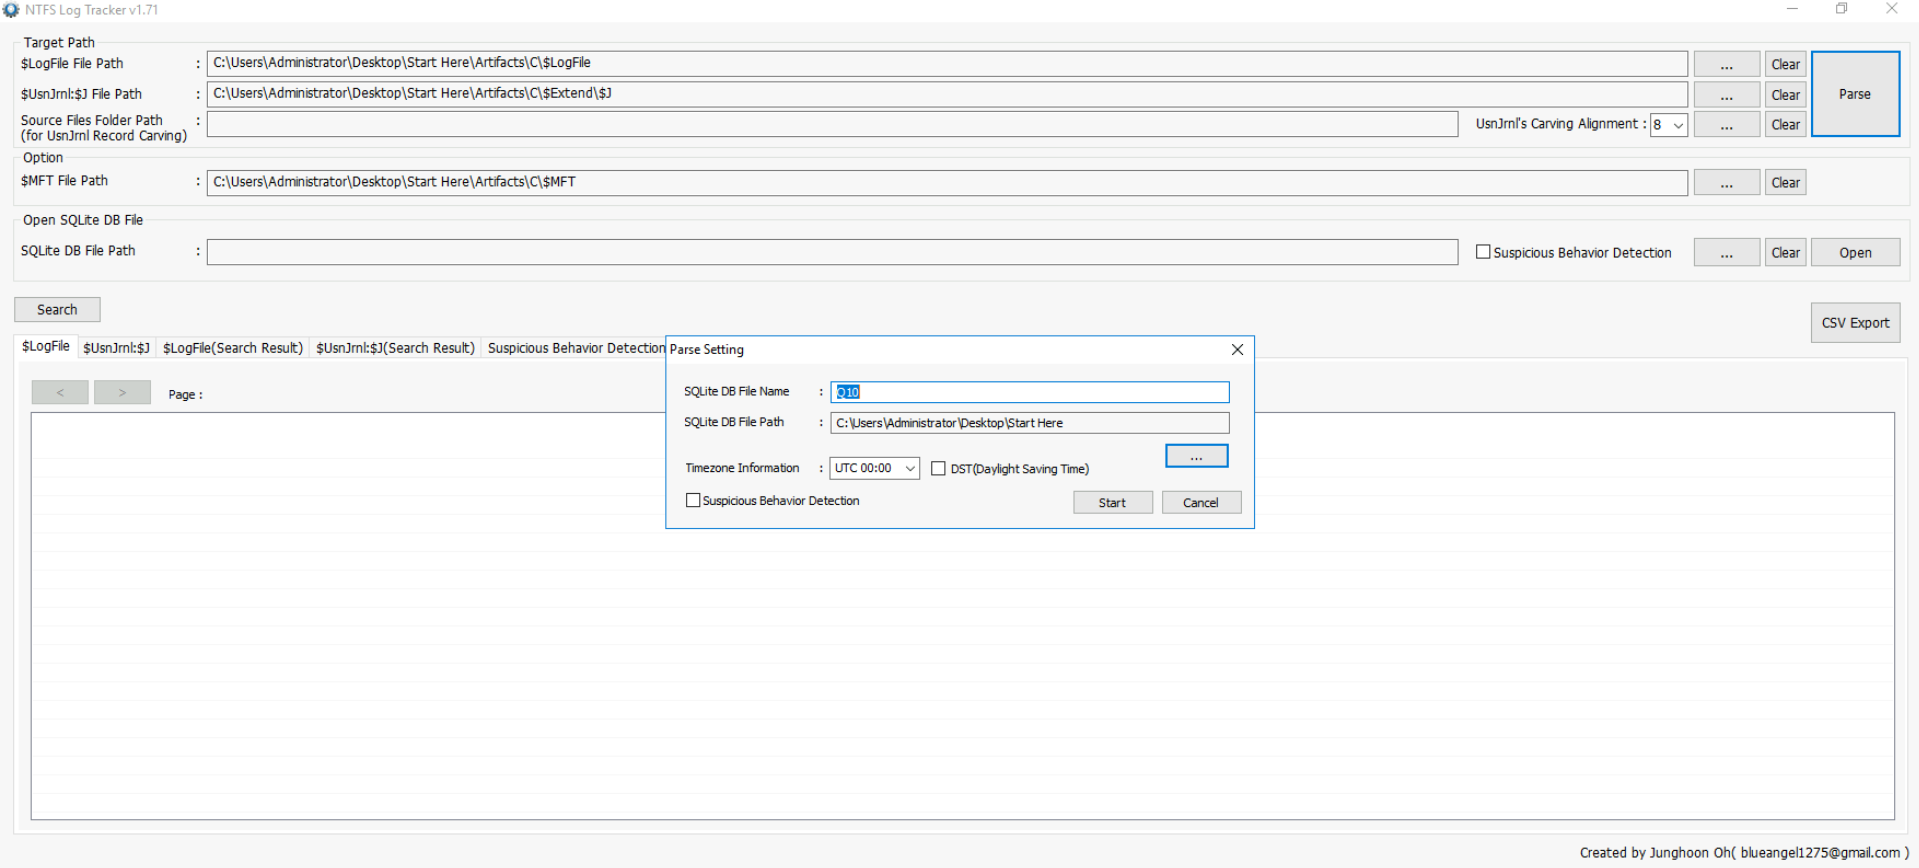 NTFS Log Tracker v1.71
Target Path
$LogFile File Path : C:\Users\Administrator\Desktop\Start Here\Artifacts\C\$LogFile ... Clear
Parse
$UsnJrnl:$J File Path : C:\Users\Administrator\Desktop\Start Here\Artifacts\C\$Extend\$J ... Clear
Source Files Folder Path : UsnJrnl's Carving Alignment : 8 ... Clear
(for UsnJrnl Record Carving)
Option
$MFT File Path : C:\Users\Administrator\Desktop\Start Here\Artifacts\C\$MFT ... Clear
Open SQLite DB File
SQLite DB File Path : Suspicious Behavior Detection ... Clear Open
Search
CSV Export
$LogFile $UsnJrnl:$J $LogFile(Search Result) $UsnJrnl:$J(Search Result) Suspicious Behavior Detection
< > Page :
Parse Setting
SQLite DB File Name : Q10
SQLite DB File Path : C:\Users\Administrator\Desktop\Start Here
...
Timezone Information : UTC 00:00 DST(Daylight Saving Time)
Suspicious Behavior Detection Start Cancel
Created by Junghoon Oh( blueangel1275@gmail.com )